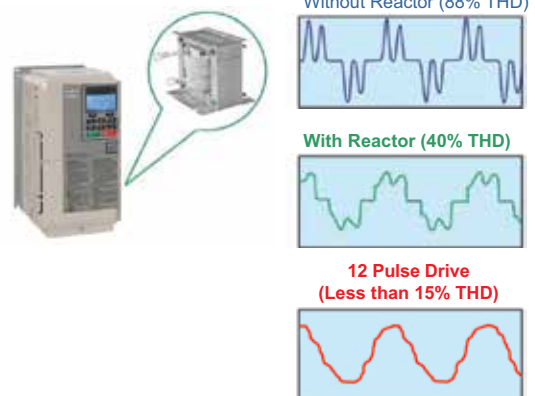 Without Reactor (88% THD)
With Reactor (40% THD)
12 Pulse Drive
(Less than 15% THD)